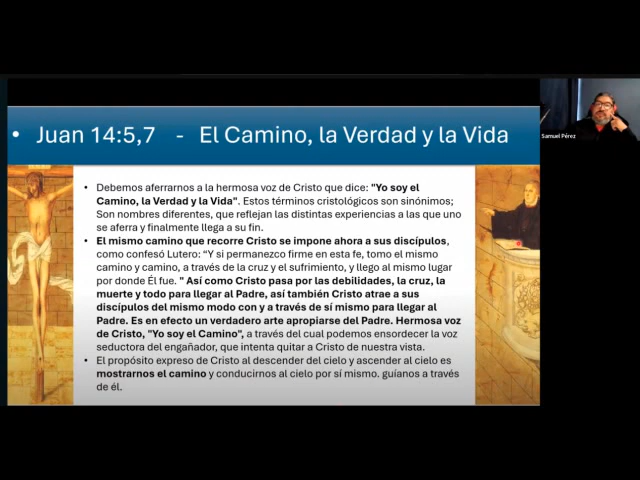 • Juan 14:5,7 - El Camino, la Verdad y la Vida
Samuel Pérez
• Debemos aferrarnos a la hermosa voz de Cristo que dice: "Yo soy el
Camino, la Verdad y la Vida". Estos términos cristológicos son sinónimos;
Son nombres diferentes, que reflejan las distintas experiencias a las que uno
se aferra y finalmente llega a su fin.
• El mismo camino que recorre Cristo se impone ahora a sus discípulos,
como confesó Lutero: “Y si permanezco firme en esta fe, tomo el mismo
camino y camino, a través de la cruz y el sufrimiento, y llego al mismo lugar
por donde Él fue. " Así como Cristo pasa por las debilidades, la cruz, la
muerte y todo para llegar al Padre, así también Cristo atrae a sus
discípulos del mismo modo con y a través de sí mismo para llegar al
Padre. Es en efecto un verdadero arte apropiarse del Padre. Hermosa voz
de Cristo, "Yo soy el Camino", a través del cual podemos ensordecer la voz
seductora del engañador, que intenta quitar a Cristo de nuestra vista.
• El propósito expreso de Cristo al descender del cielo y ascender al cielo es
mostrarnos el camino y conducirnos al cielo por sí mismo. guíanos a través
de él.